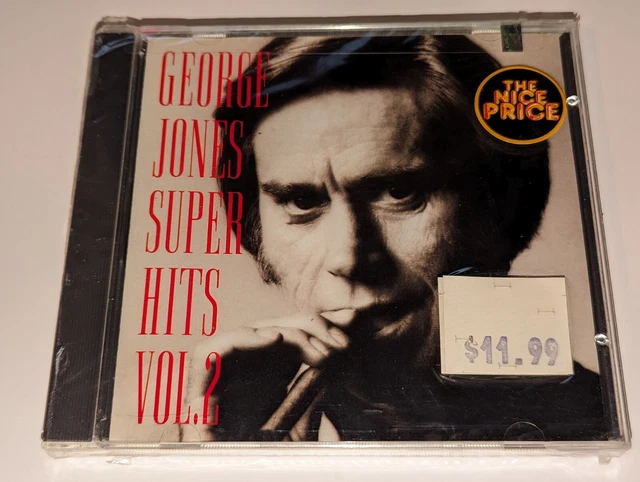 GEORGE
JONES
SUPER
HITS
VOL.2
THE
NICE
PRICE
$11.99